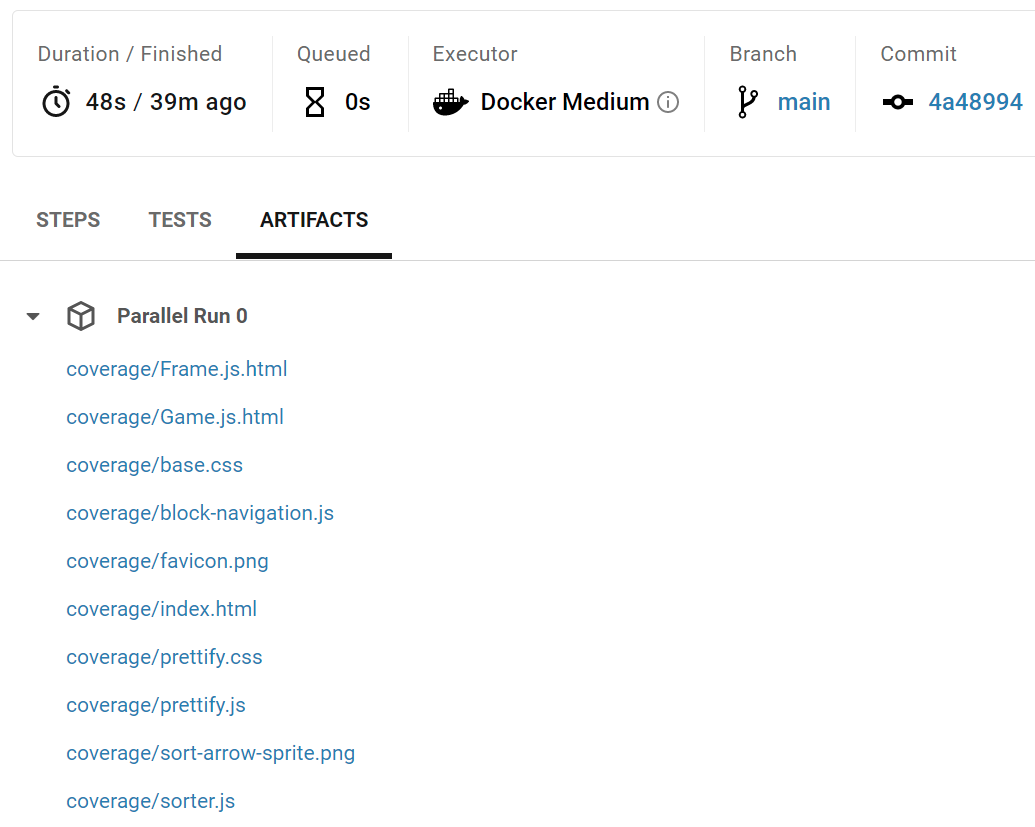 Duration / Finished
48s / 39m ago
Queued
0s
Executor
Docker Medium
Branch
main
Commit
4a48994
STEPS
TESTS
ARTIFACTS
Parallel Run 0
coverage/Frame.js.html
coverage/Game.js.html
coverage/base.css
coverage/block-navigation.js
coverage/favicon.png
coverage/index.html
coverage/prettify.css
coverage/prettify.js
coverage/sort-arrow-sprite.png
coverage/sorter.js